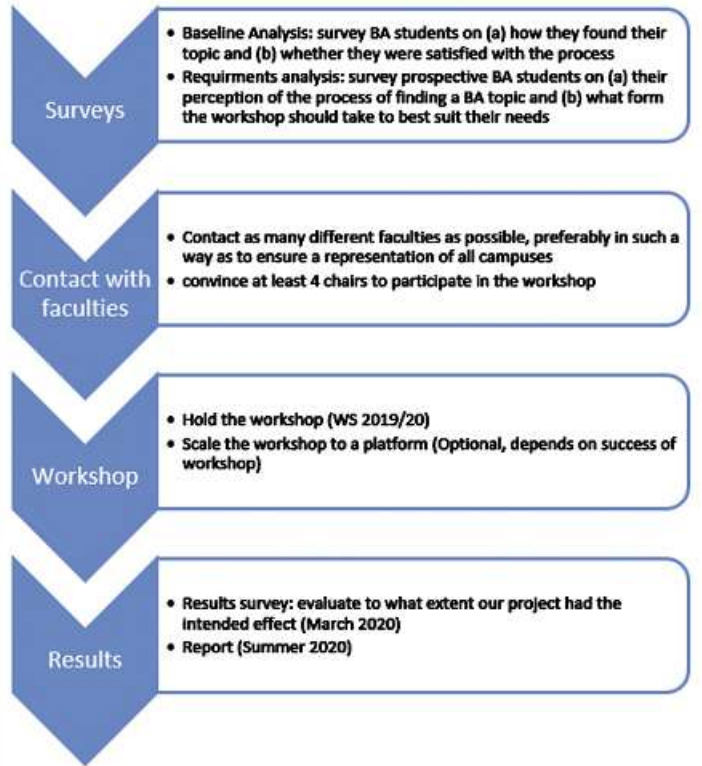 Surveys
• Baseline Analysis: survey BA students on (a) how they found their
topic and (b) whether they were satisfied with the process
• Requirments analysis: survey prospective BA students on (a) their
perception of the process of finding a BA topic and (b) what form
the workshop should take to best suit their needs
Contact with
faculties
• Contact as many different faculties as possible, preferably in such a
way as to ensure a representation of all campuses
• convince at least 4 chairs to participate in the workshop
Workshop
• Hold the workshop (WS 2019/20)
• Scale the workshop to a platform (Optional, depends on success of
workshop)
Results
• Results survey: evaluate to what extent our project had the
intended effect (March 2020)
• Report (Summer 2020)